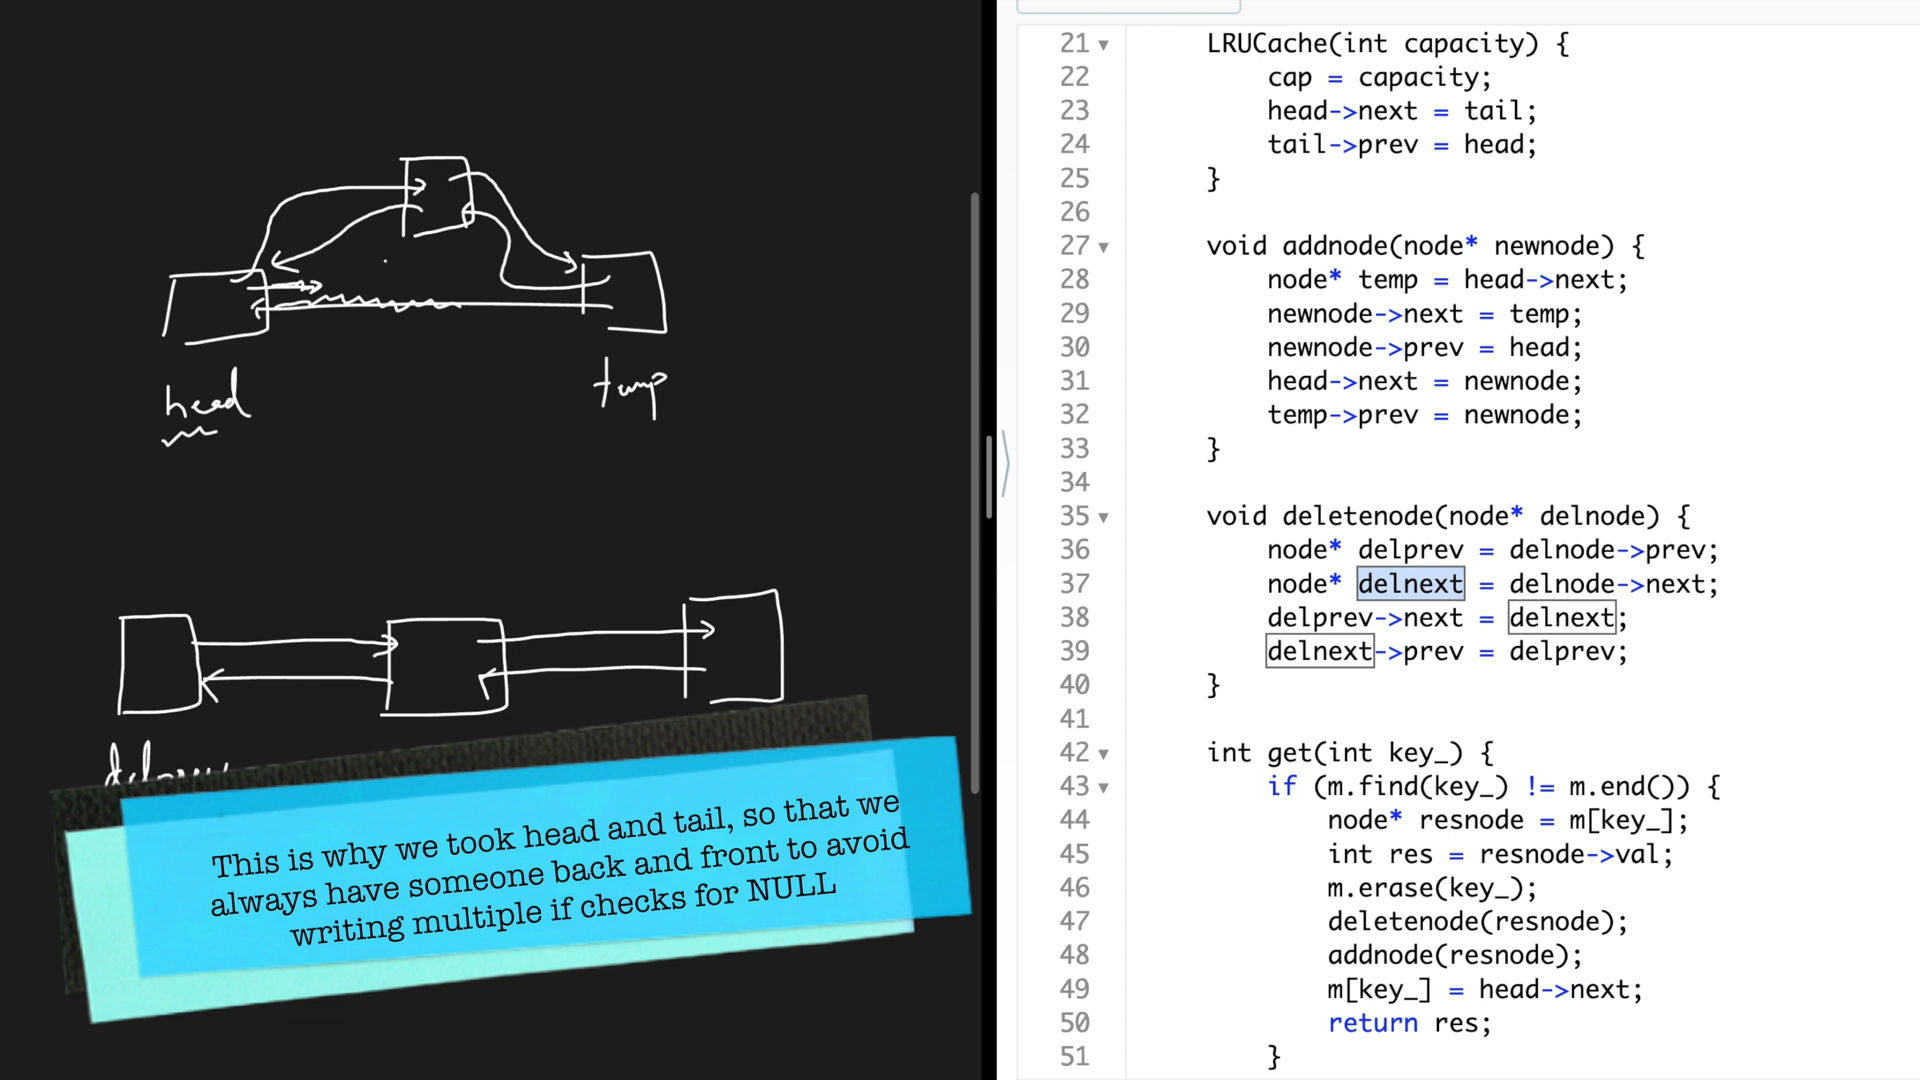 head
temp
This is why we took head and tail, so that we
always have someone back and front to avoid
writing multiple if checks for NULL
21 LRUCache(int capacity) {
22 cap = capacity;
23 head->next = tail;
24 tail->prev = head;
25 }
26
27 void addnode(node* newnode) {
28 node* temp = head->next;
29 newnode->next = temp;
30 newnode->prev = head;
31 head->next = newnode;
32 temp->prev = newnode;
33 }
34
35 void deletenode(node* delnode) {
36 node* delprev = delnode->prev;
37 node* delnext = delnode->next;
38 delprev->next = delnext;
39 delnext->prev = delprev;
40 }
41
42 int get(int key_) {
43 if (m.find(key_) != m.end()) {
44 node* resnode = m[key_];
45 int res = resnode->val;
46 m.erase(key_);
47 deletenode(resnode);
48 addnode(resnode);
49 m[key_] = head->next;
50 return res;
51 }